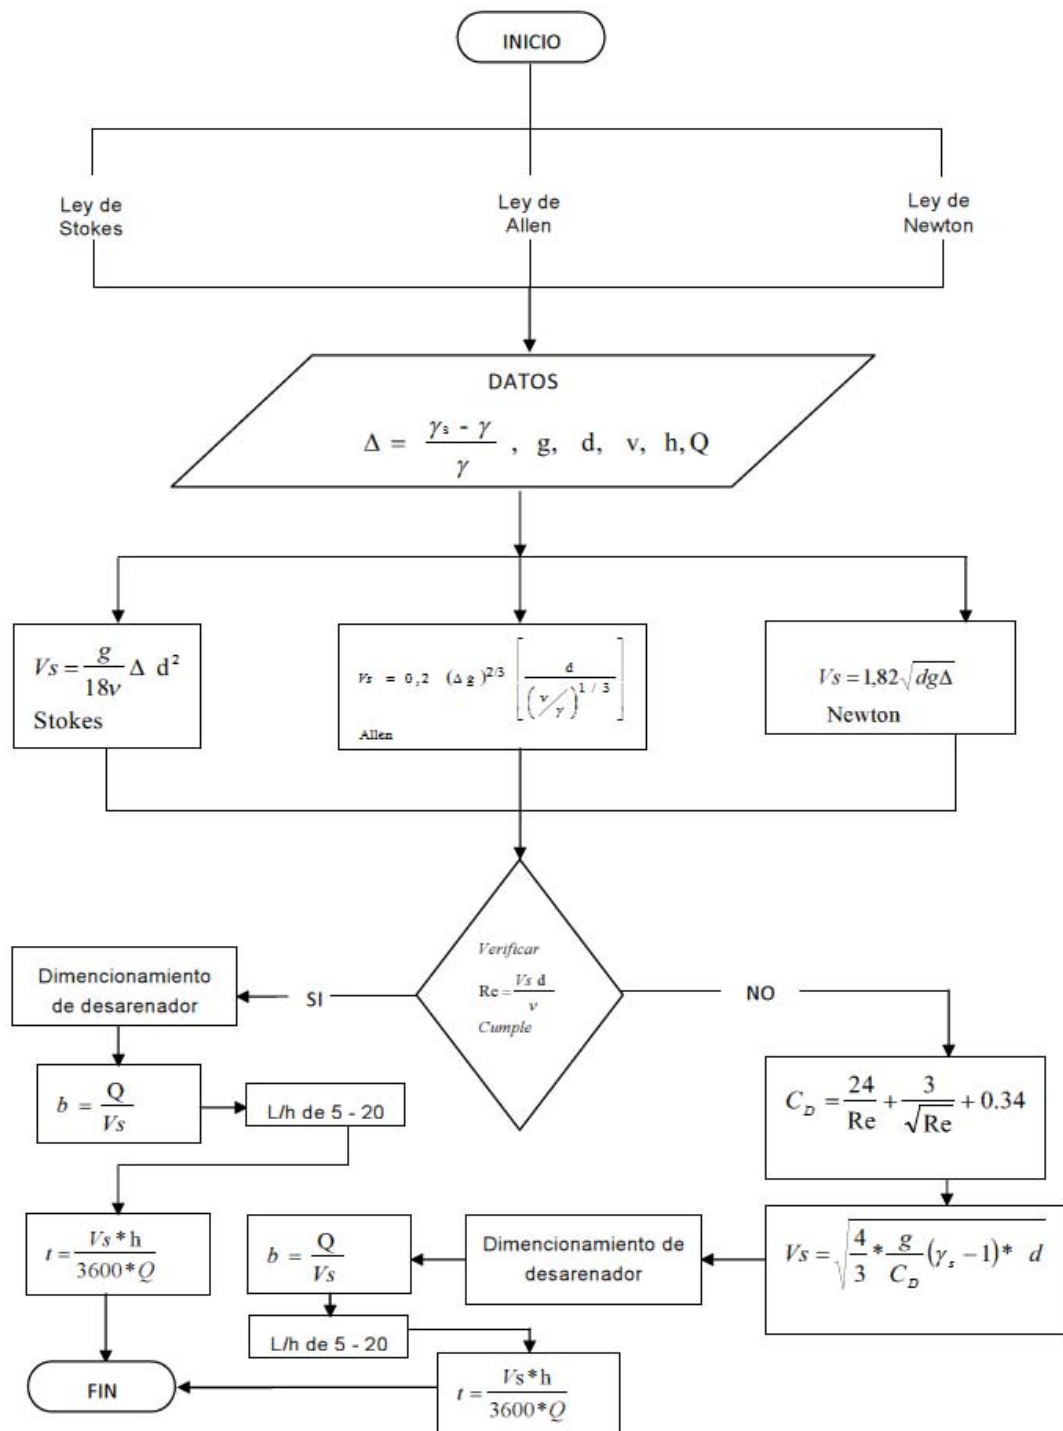 INICIO
Ley de
Stokes
Ley de
Allen
Ley de
Newton
DATOS
Δ = (γs - γ)/γ , g, d, v, h, Q
Vs = g/18v Δ d²
Stokes
Vs = 0,2 (Δ g)^2/3 [d/(v/γ)^1/3]
Allen
Vs = 1,82√dgΔ
Newton
Verificar
Re = Vs d/v
Cumple
SI
NO
Dimencionamiento
de desarenador
b = Q/Vs
L/h de 5 - 20
t = Vs*h/3600*Q
C_D = 24/Re + 3/√Re + 0.34
Vs = √4/3 * g/C_D (γs −1)* d
Dimencionamiento de
desarenador
b = Q/Vs
L/h de 5 - 20
t = Vs*h/3600*Q
FIN